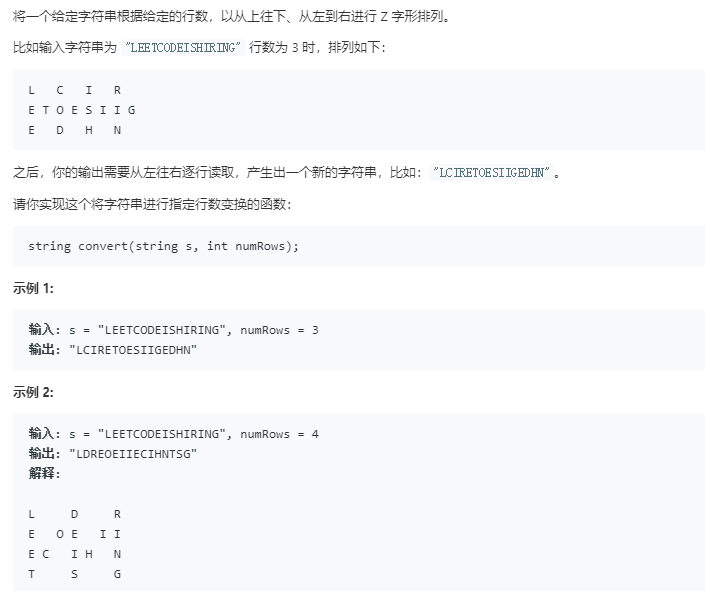 将一个给定字符串根据给定的行数，以从上往下、从左到右进行 Z 字形排列。
比如输入字符串为 "LEETCODEISHIRING" 行数为 3 时，排列如下：
L   C   I   R
E T O E S I I G
E   D   H   N
之后，你的输出需要从左往右逐行读取，产生出一个新的字符串，比如："LCIRETOESIIGEDHN"。
请你实现这个将字符串进行指定行数变换的函数：
string convert(string s, int numRows);
示例 1:
输入: s = "LEETCODEISHIRING", numRows = 3
输出: "LCIRETOESIIGEDHN"
示例 2:
输入: s = "LEETCODEISHIRING", numRows = 4
输出: "LDREOEIIECIHNTSG"
解释:
L     D     R
E   O E   I I
E C   I H   N
T     S     G